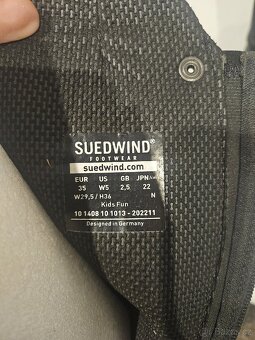 SUEDWIND®
FOOTWEAR
suedwind.com
EUR US GB JPN
35 W5 2,5 22
W29,5 / H36 N
Kids Fun
10 1408 10 1013 - 202211
Designed in Germany